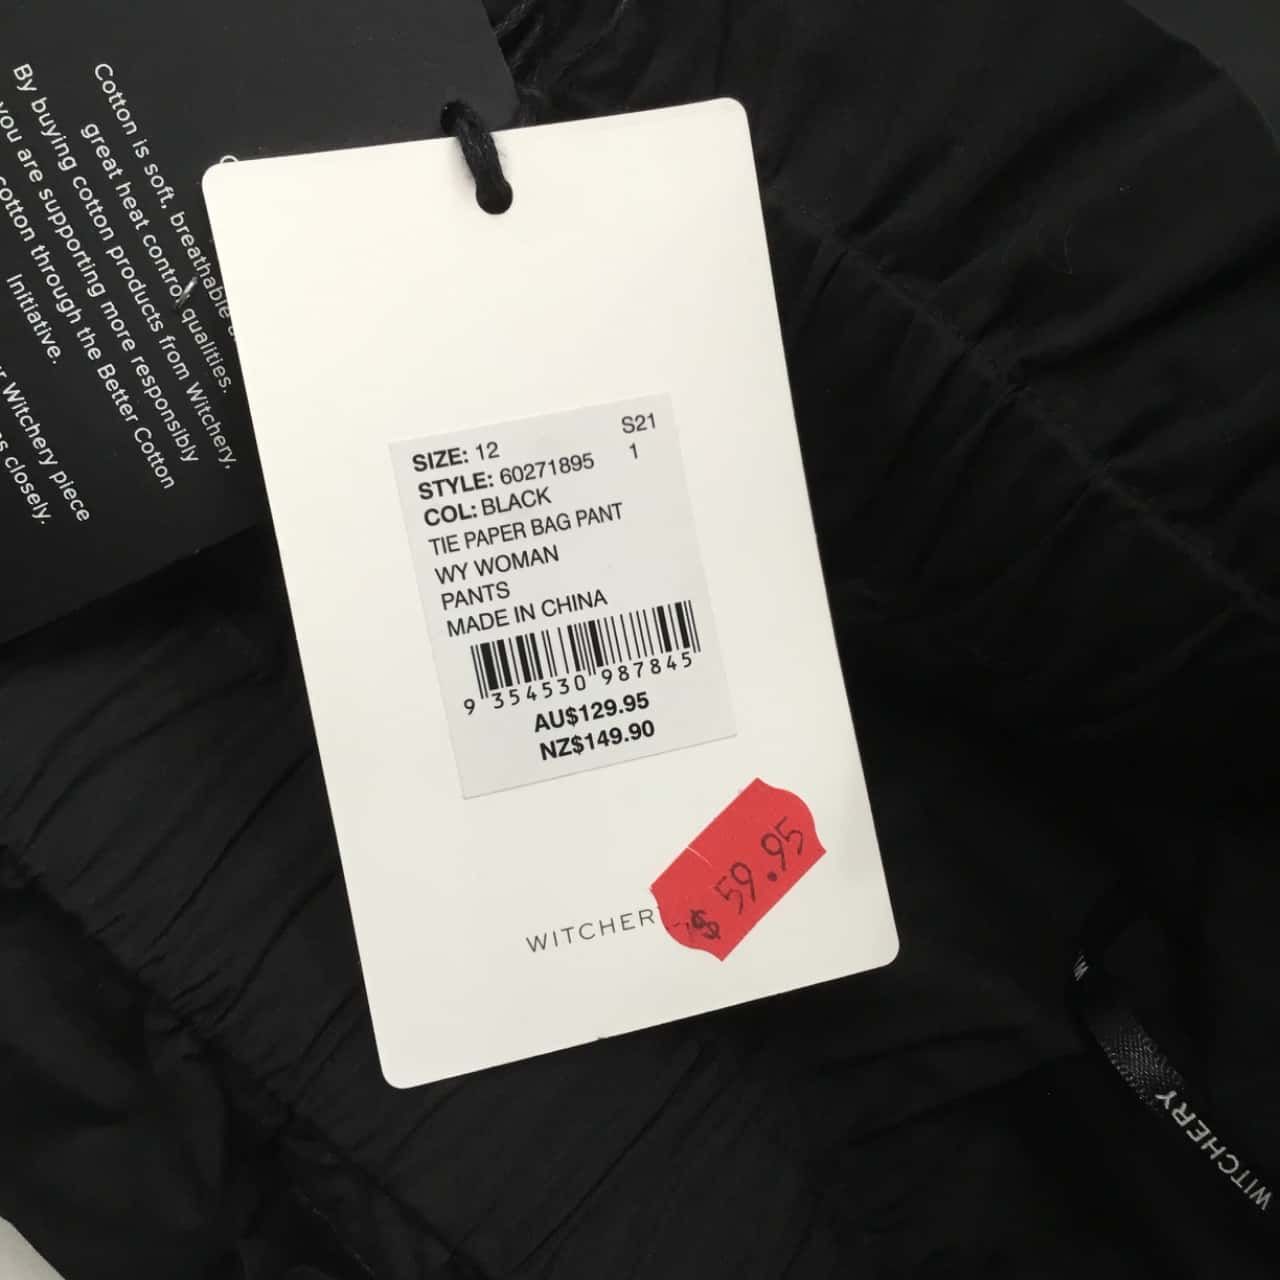 Cotton is soft, breathable
great heat control qualities.
By buying cotton products from Witchery,
you are supporting more responsibly
cotton through the Better Cotton
Initiative.
Witchery piece
closely.
SIZE: 12 S21
STYLE: 60271895 1
COL: BLACK
TIE PAPER BAG PANT
WY WOMAN
PANTS
MADE IN CHINA
9 354530 987845
AU$129.95
NZ$149.90
$ 59.95
WITCHER
WITCHERY